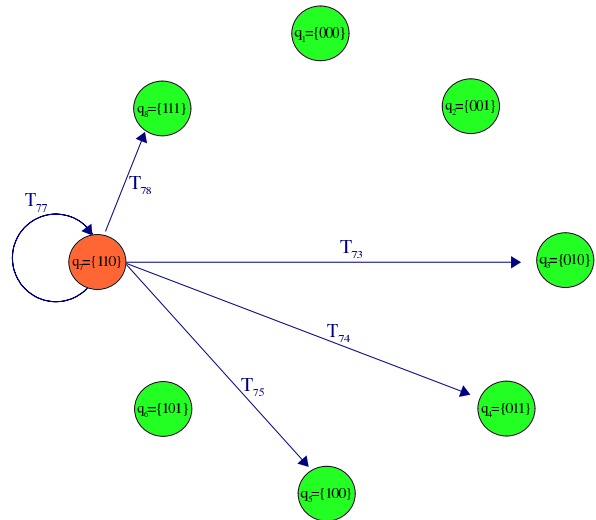 q₁={000}
q₈={111}
q₂={001}
T₇₈
T₇₇
T₇₃
q₇={110}
q₃={010}
T₇₄
T₇₅
q₆={101}
q₄={011}
q₅={100}